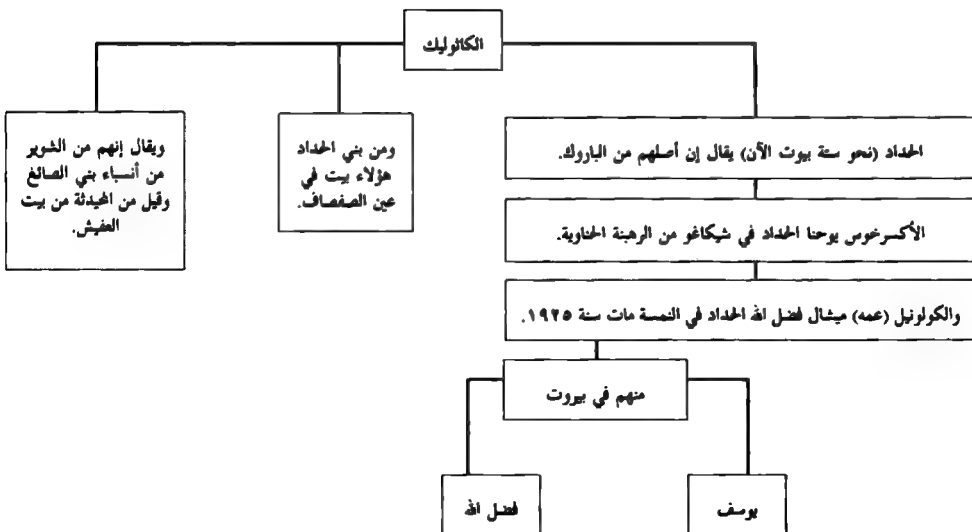 الكاثوليك
الحداد (نحو ستة بيوت الآن) يقال إن أصلهم من الباروك.
ومن بني الحداد
هؤلاء بيت في
عين الصفصاف.
ويقال إنهم من الشوير
من أنسباء بني الصائغ
وقيل من المحيدثة من بيت
العفيش.
الأكسرخوس يوحنا الحداد في شيكاغو من الرهبنة الحناوية.
والكولونيل (عمه) ميشال فضل الله الحداد في النمسة مات سنة ١٩٢٥.
منهم في بيروت
يوسف
فضل الله